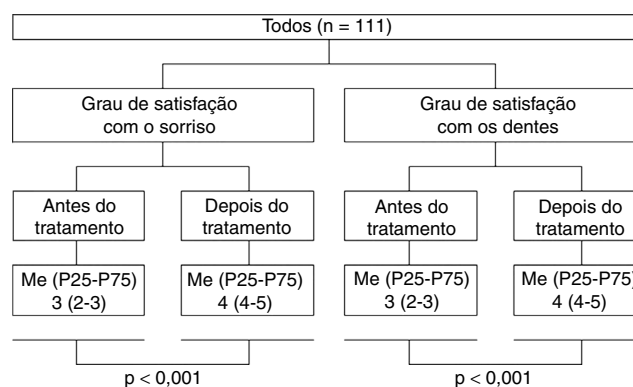 Todos (n = 111)
Grau de satisfação
com o sorriso
Grau de satisfação
com os dentes
Antes do
tratamento
Depois do
tratamento
Antes do
tratamento
Depois do
tratamento
Me (P25-P75)
3 (2-3)
Me (P25-P75)
4 (4-5)
Me (P25-P75)
3 (2-3)
Me (P25-P75)
4 (4-5)
p < 0,001
p < 0,001